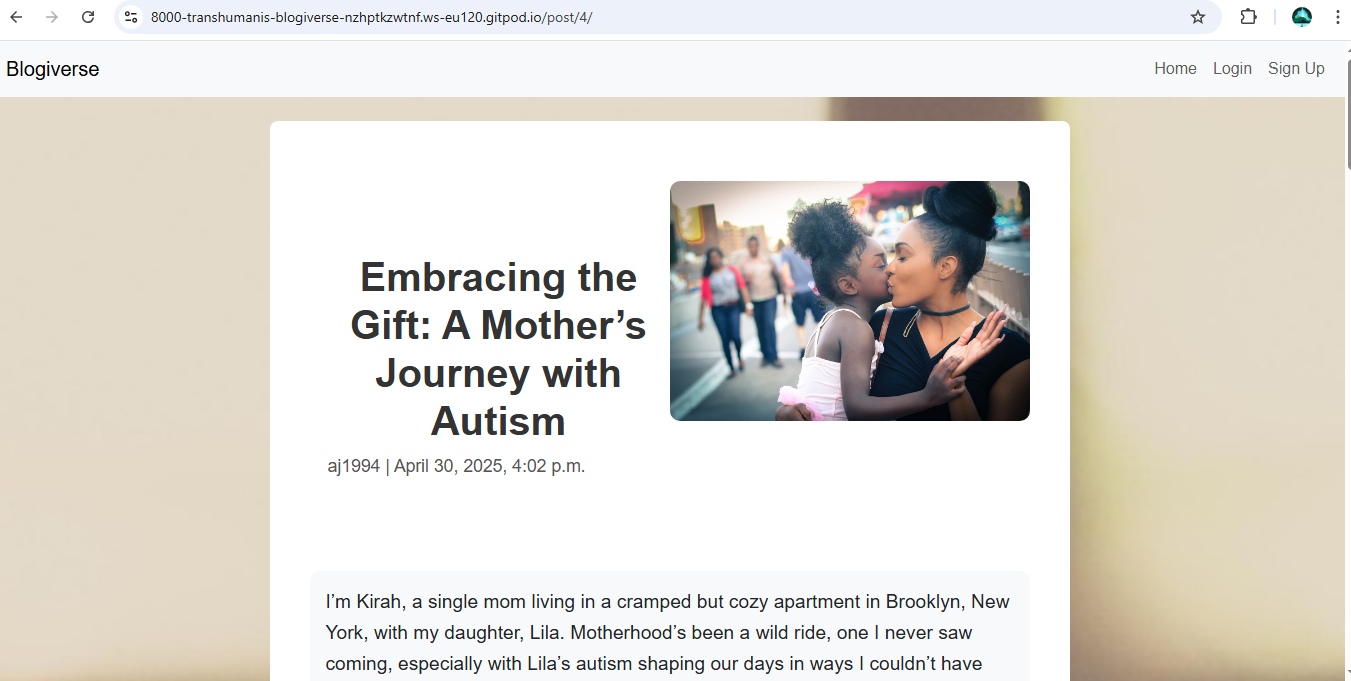 8000-transhumanis-blogiverse-nzhptkzwtnf.ws-eu120.gitpod.io/post/4/
Blogiverse
Home Login Sign Up
Embracing the
Gift: A Mother’s
Journey with
Autism
aj1994 | April 30, 2025, 4:02 p.m.
I’m Kirah, a single mom living in a cramped but cozy apartment in Brooklyn, New
York, with my daughter, Lila. Motherhood’s been a wild ride, one I never saw
coming, especially with Lila’s autism shaping our days in ways I couldn’t have